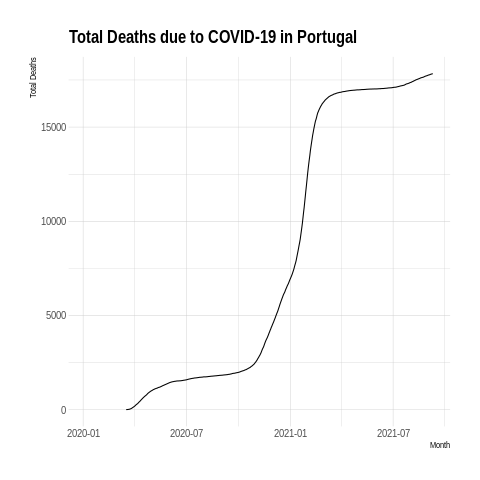 Total Deaths due to COVID-19 in Portugal
Total Deaths
15000
10000
5000
0
2020-01 2020-07 2021-01 2021-07
Month